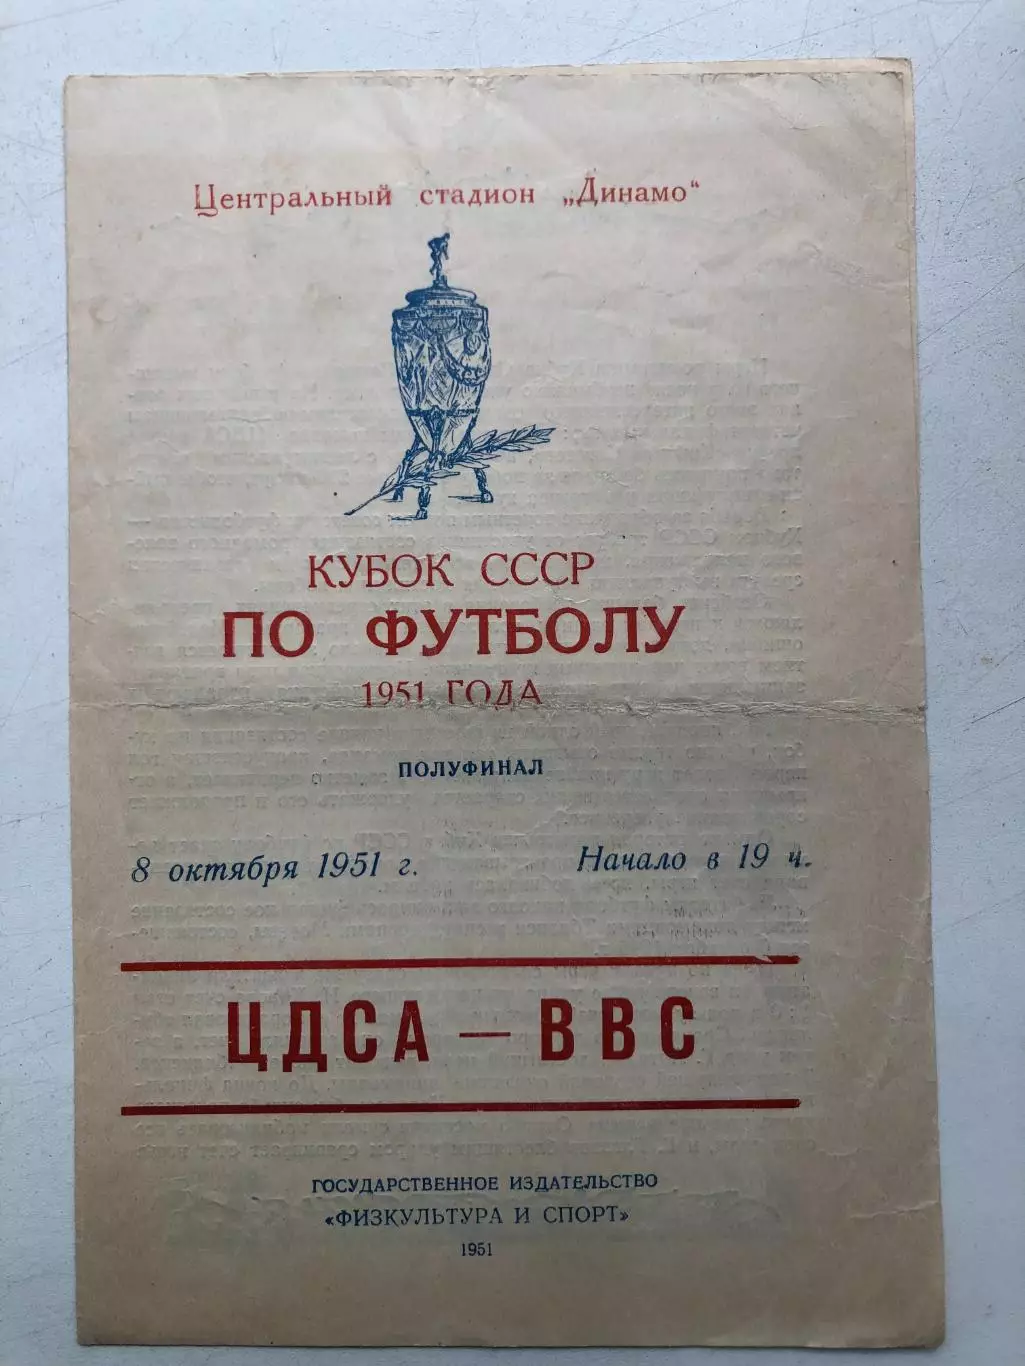 Центральный стадион „Динамо“
КУБОК СССР
ПО ФУТБОЛУ
1951 ГОДА
ПОЛУФИНАЛ
8 октября 1951 г. Начало в 19 ч.
ЦДСА — ВВС
ГОСУДАРСТВЕННОЕ ИЗДАТЕЛЬСТВО
«ФИЗКУЛЬТУРА И СПОРТ»
1951